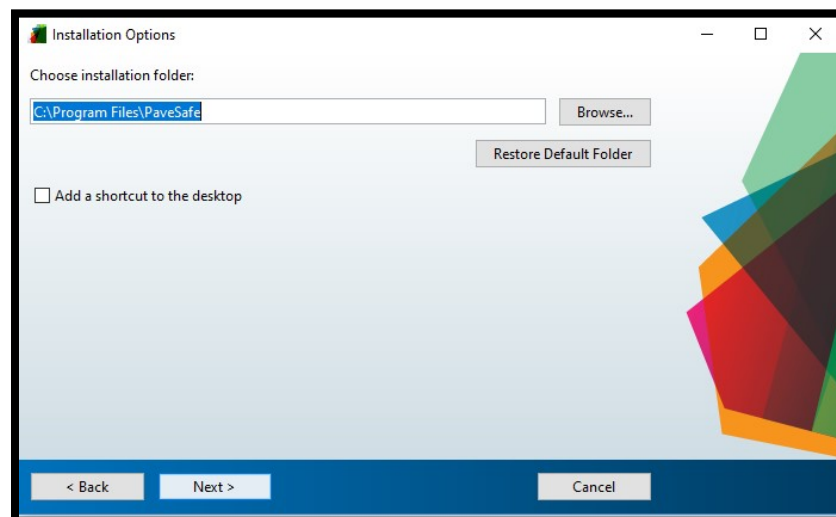 Installation Options
Choose installation folder:
C:\Program Files\PaveSafe
Browse...
Restore Default Folder
Add a shortcut to the desktop
< Back Next > Cancel